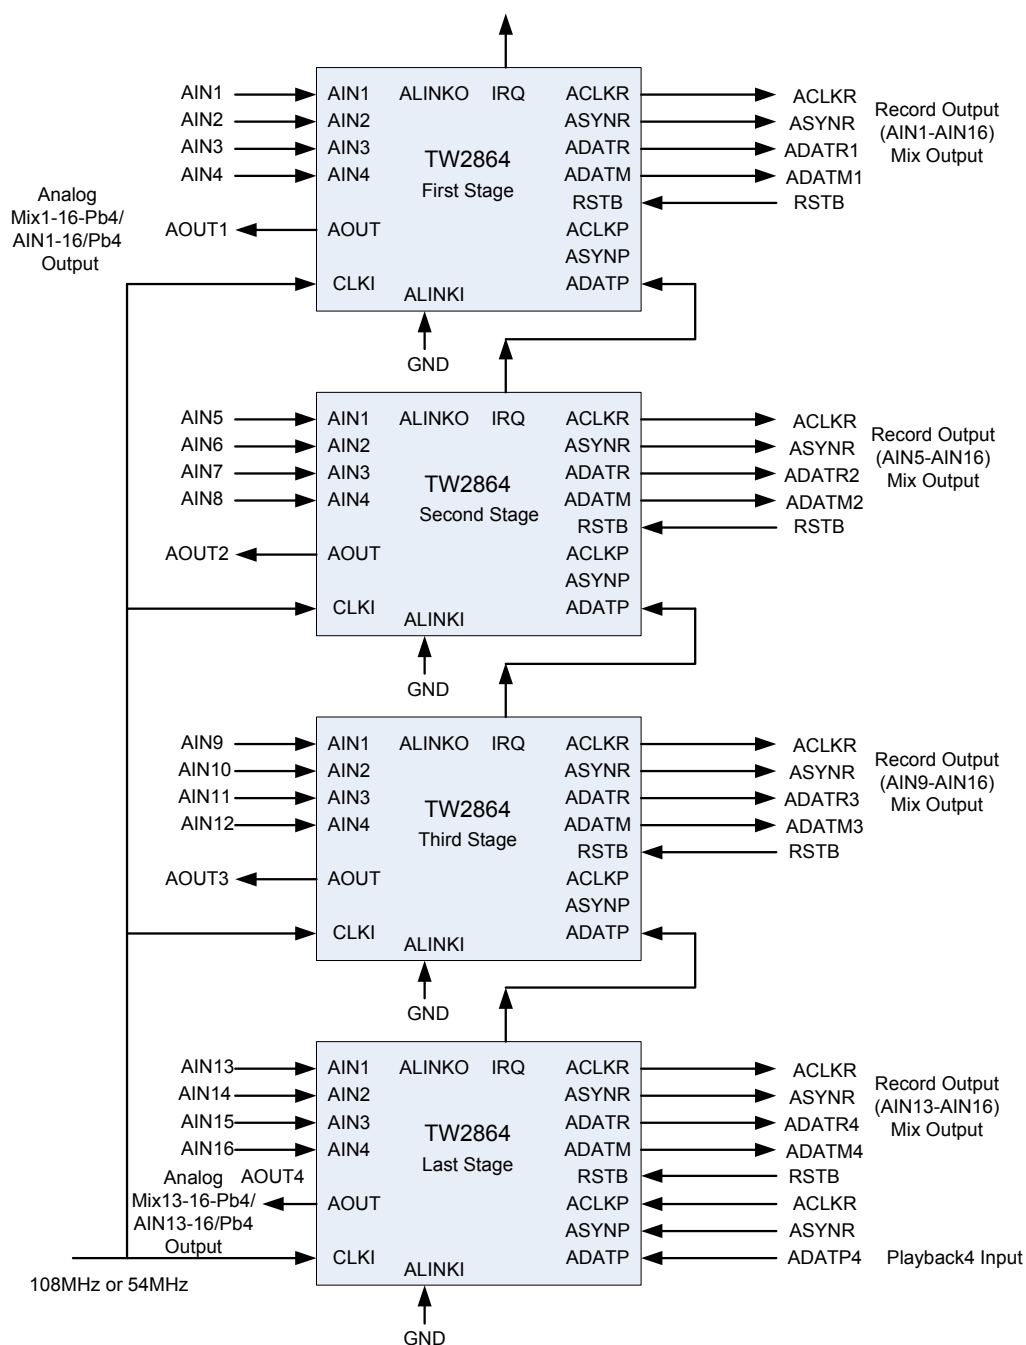 AIN1 AIN1 ALINKO IRQ ACLKR ACLKR
AIN2 AIN2 ASYNR ASYNR
AIN3 AIN3 ADATR ADATR1
AIN4 AIN4 ADATM ADATM1
TW2864
First Stage
Record Output
(AIN1-AIN16)
Mix Output
RSTB RSTB
Analog
Mix1-16-Pb4/
AIN1-16/Pb4
Output
AOUT1 AOUT ACLKP
ASYNP
CLKI ADATP
ALINKI
GND
AIN5 AIN1 ALINKO IRQ ACLKR ACLKR
AIN6 AIN2 ASYNR ASYNR
AIN7 AIN3 ADATR ADATR2
AIN8 AIN4 ADATM ADATM2
TW2864
Second Stage
Record Output
(AIN5-AIN16)
Mix Output
RSTB RSTB
AOUT2 AOUT ACLKP
ASYNP
CLKI ADATP
ALINKI
GND
AIN9 AIN1 ALINKO IRQ ACLKR ACLKR
AIN10 AIN2 ASYNR ASYNR
AIN11 AIN3 ADATR ADATR3
AIN12 AIN4 ADATM ADATM3
TW2864
Third Stage
Record Output
(AIN9-AIN16)
Mix Output
RSTB RSTB
AOUT3 AOUT ACLKP
ASYNP
CLKI ADATP
ALINKI
GND
AIN13 AIN1 ALINKO IRQ ACLKR ACLKR
AIN14 AIN2 ASYNR ASYNR
AIN15 AIN3 ADATR ADATR4
AIN16 AIN4 ADATM ADATM4
TW2864
Last Stage
Record Output
(AIN13-AIN16)
Mix Output
RSTB RSTB
Analog
Mix13-16-Pb4/
AIN13-16/Pb4
Output
AOUT4 AOUT ACLKP ACLKR
ASYNP ASYNR
CLKI ADATP ADATP4 Playback4 Input
ALINKI
108MHz or 54MHz
GND